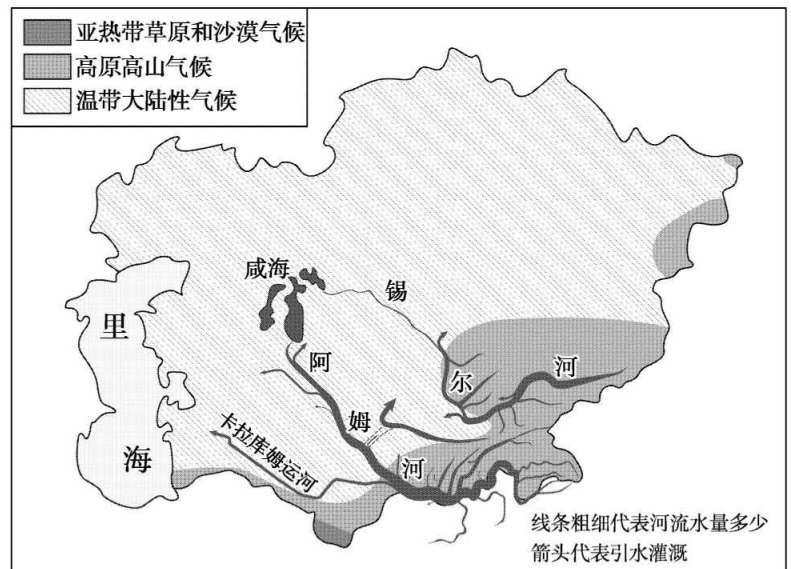 亚热带草原和沙漠气候
高原高山气候
温带大陆性气候
咸海
锡
里
阿
尔
河
姆
海
卡拉库姆运河
河
线条粗细代表河流水量多少
箭头代表引水灌溉